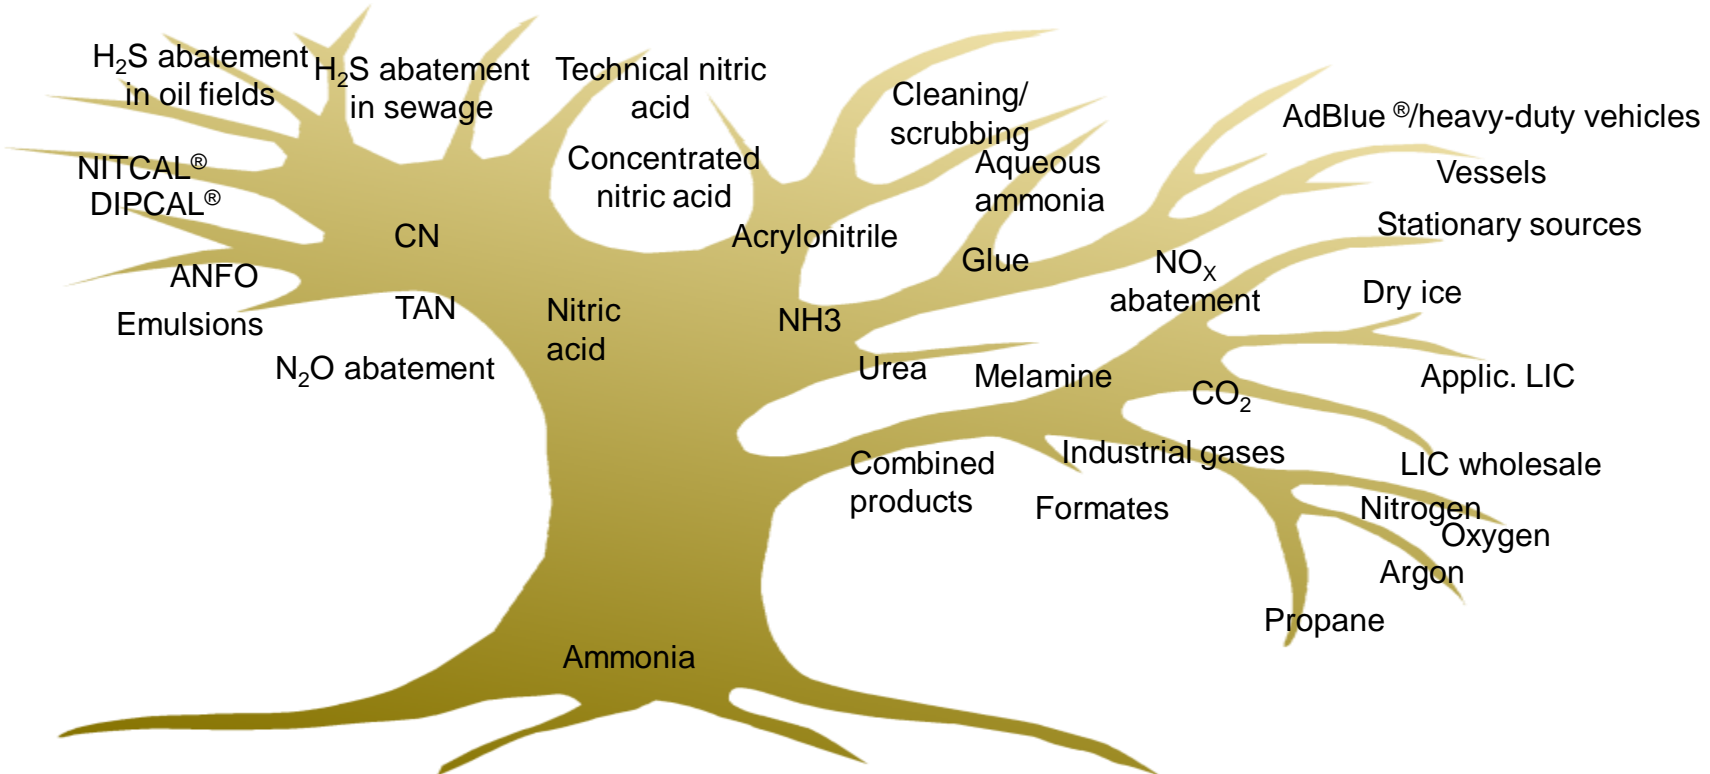 H₂S abatement
in oil fields
H₂S abatement
in sewage
Technical nitric
acid
Cleaning/
scrubbing
AdBlue ®/heavy-duty vehicles
NITCAL®
DIPCAL®
Concentrated
nitric acid
Aqueous
ammonia
Vessels
CN
Acrylonitrile
Glue
Stationary sources
ANFO
NOX
abatement
Emulsions
TAN
Nitric
acid
NH3
Dry ice
N₂O abatement
Urea
Melamine
CO₂
Applic. LIC
Combined
products
Industrial gases
LIC wholesale
Formates
Nitrogen
Oxygen
Argon
Propane
Ammonia